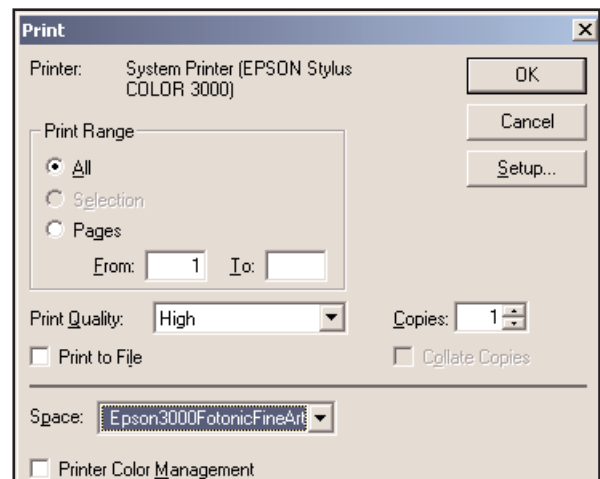 Print
Printer: System Printer (EPSON Stylus
COLOR 3000)
OK
Cancel
Setup...
Print Range
All
Selection
Pages
From: 1 To:
Print Quality: High
Copies: 1
Print to File
Collate Copies
Space: Epson3000FotonicFineArt
Printer Color Management